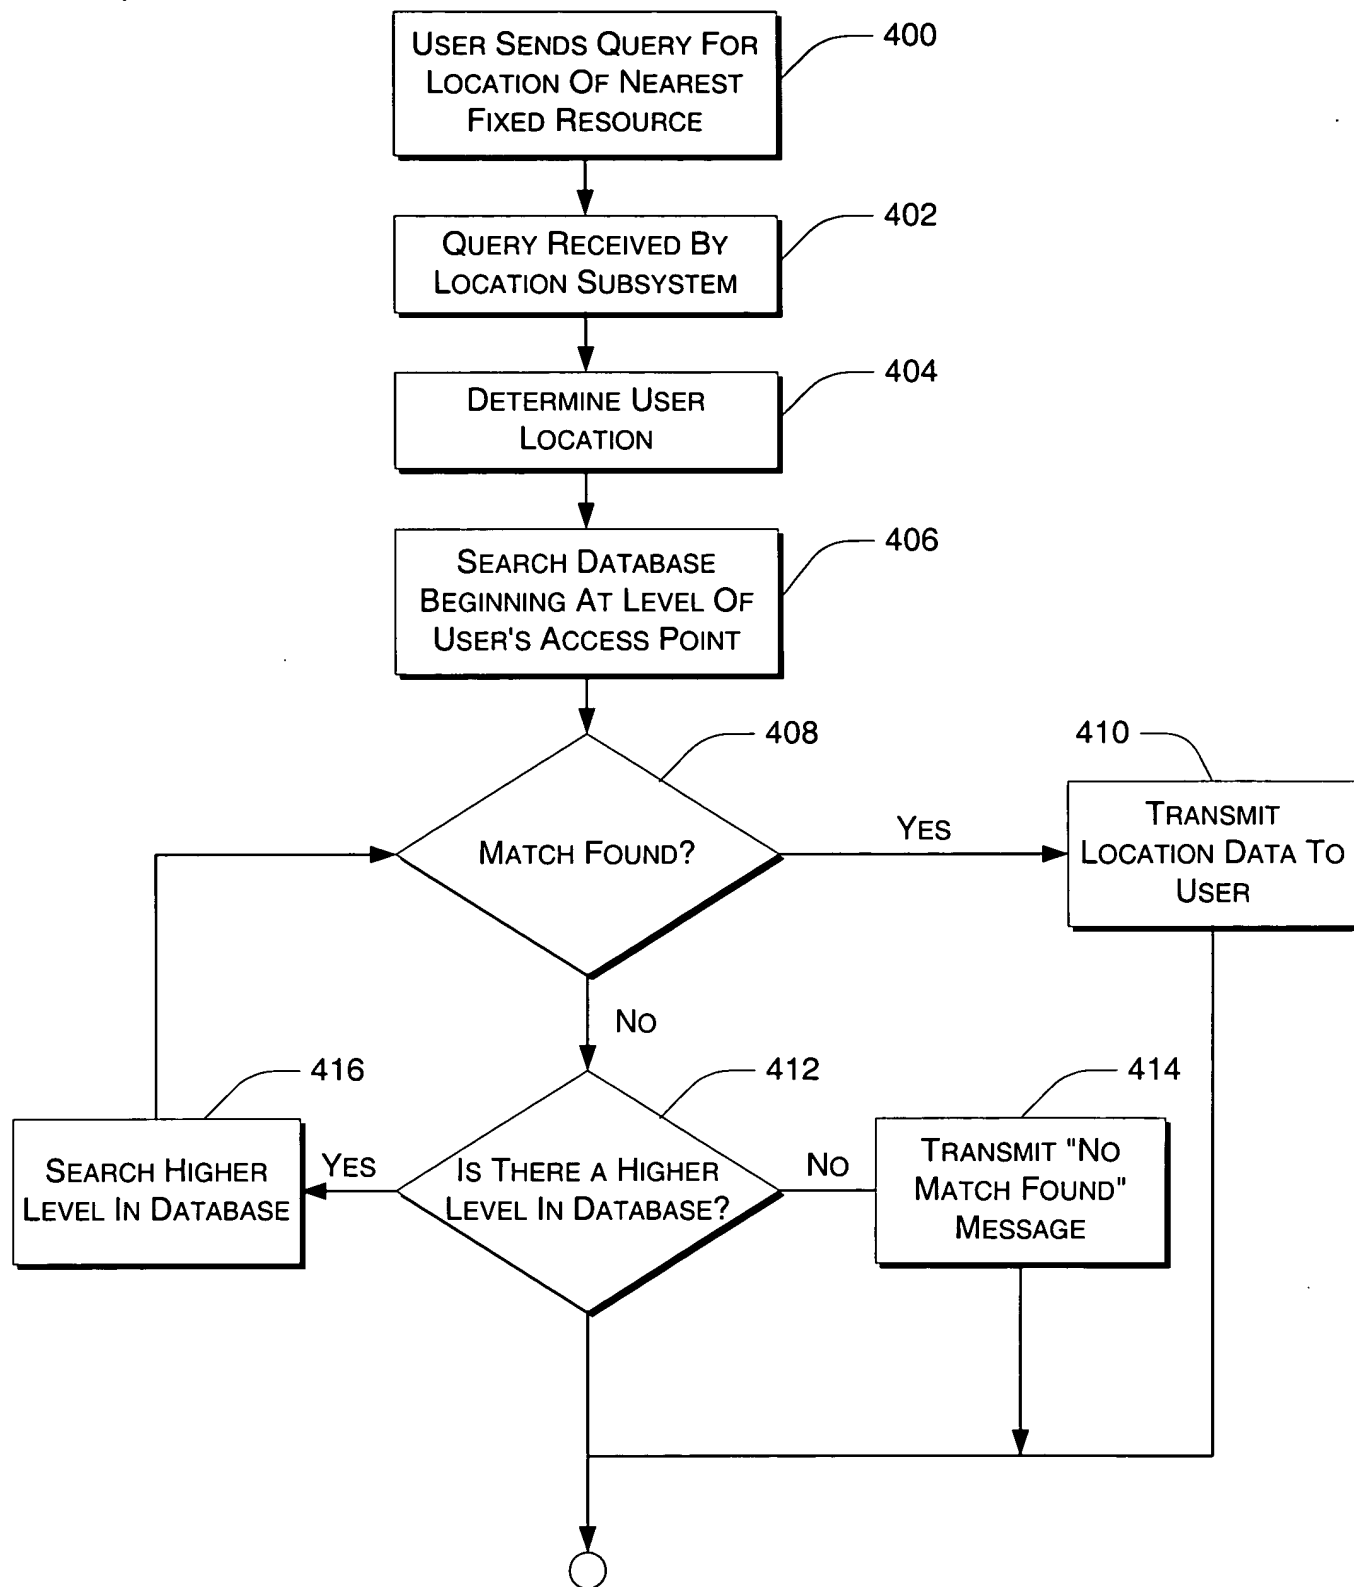 USER SENDS QUERY FOR
LOCATION OF NEAREST
FIXED RESOURCE
400
QUERY RECEIVED BY
LOCATION SUBSYSTEM
402
DETERMINE USER
LOCATION
404
SEARCH DATABASE
BEGINNING AT LEVEL OF
USER'S ACCESS POINT
406
408
MATCH FOUND?
YES
410
TRANSMIT
LOCATION DATA TO
USER
NO
412
IS THERE A HIGHER
LEVEL IN DATABASE?
YES
416
SEARCH HIGHER
LEVEL IN DATABASE
NO
414
TRANSMIT "NO
MATCH FOUND"
MESSAGE